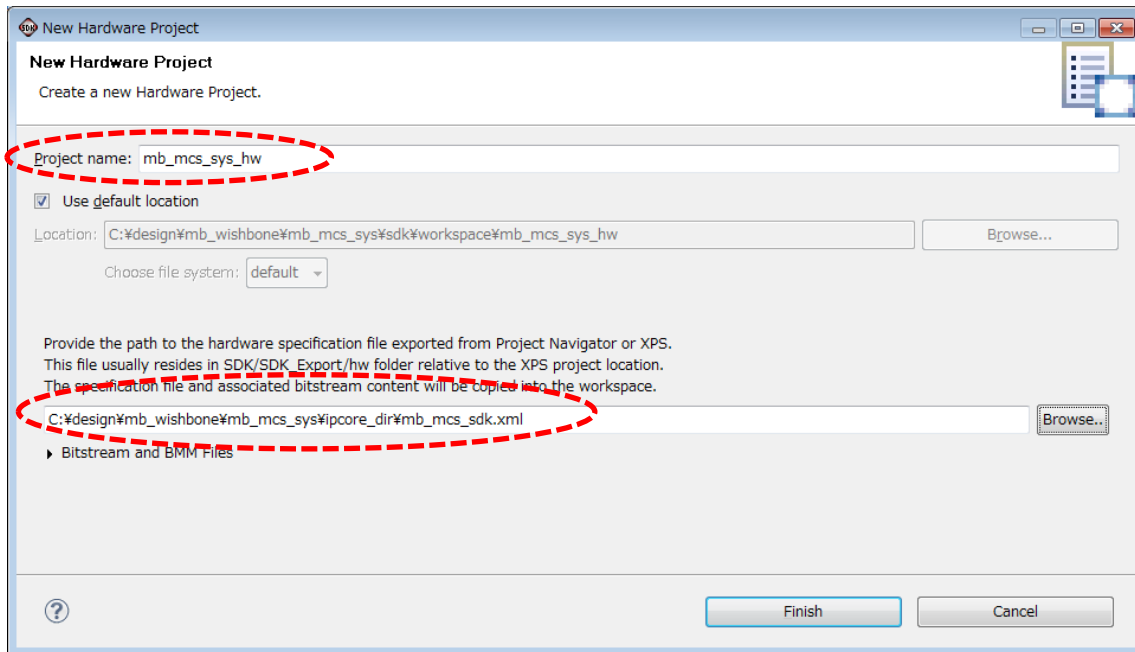 SDK New Hardware Project
New Hardware Project
Create a new Hardware Project.
Project name: mb_mcs_sys_hw
Use default location
Location: C:¥design¥mb_wishbone¥mb_mcs_sys¥sdk¥workspace¥mb_mcs_sys_hw Browse...
Choose file system: default
Provide the path to the hardware specification file exported from Project Navigator or XPS.
This file usually resides in SDK/SDK_Export/hw folder relative to the XPS project location.
The specification file and associated bitstream content will be copied into the workspace.
C:¥design¥mb_wishbone¥mb_mcs_sys¥ipcore_dir¥mb_mcs_sdk.xml Browse..
Bitstream and BMM Files
? Finish Cancel